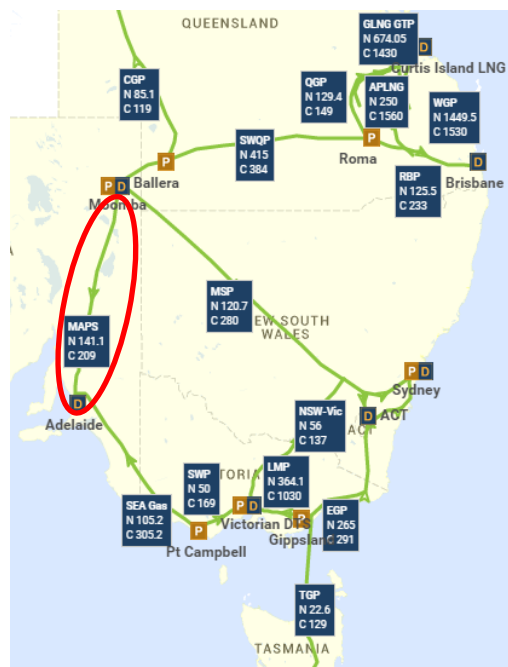 QUEENSLAND
GLNG GTP
N 674.05
C 1430
D
Curtis Island LNG
CGP
N 85.1
C 119
QGP
N 129.4
C 149
APLNG
N 250
C 1560
WGP
N 1449.5
C 1530
SWQP
N 415
C 384
P
Roma
P
Ballera
RBP
N 125.5
C 233
D
Brisbane
P D
Moomba
MSP
N 120.7
C 280
NEW SOUTH
WALES
MAPS
N 141.1
C 209
P D
Sydney
D
Adelaide
NSW-Vic
N 56
C 137
D ACT
ACT
SWP
N 50
C 169
LMP
N 364.1
C 1030
SEA Gas
N 105.2
C 305.2
P D
Victorian DTS
P
Gippsland
EGP
N 265
C 291
P
Pt Campbell
TGP
N 22.6
C 129
TASMANIA